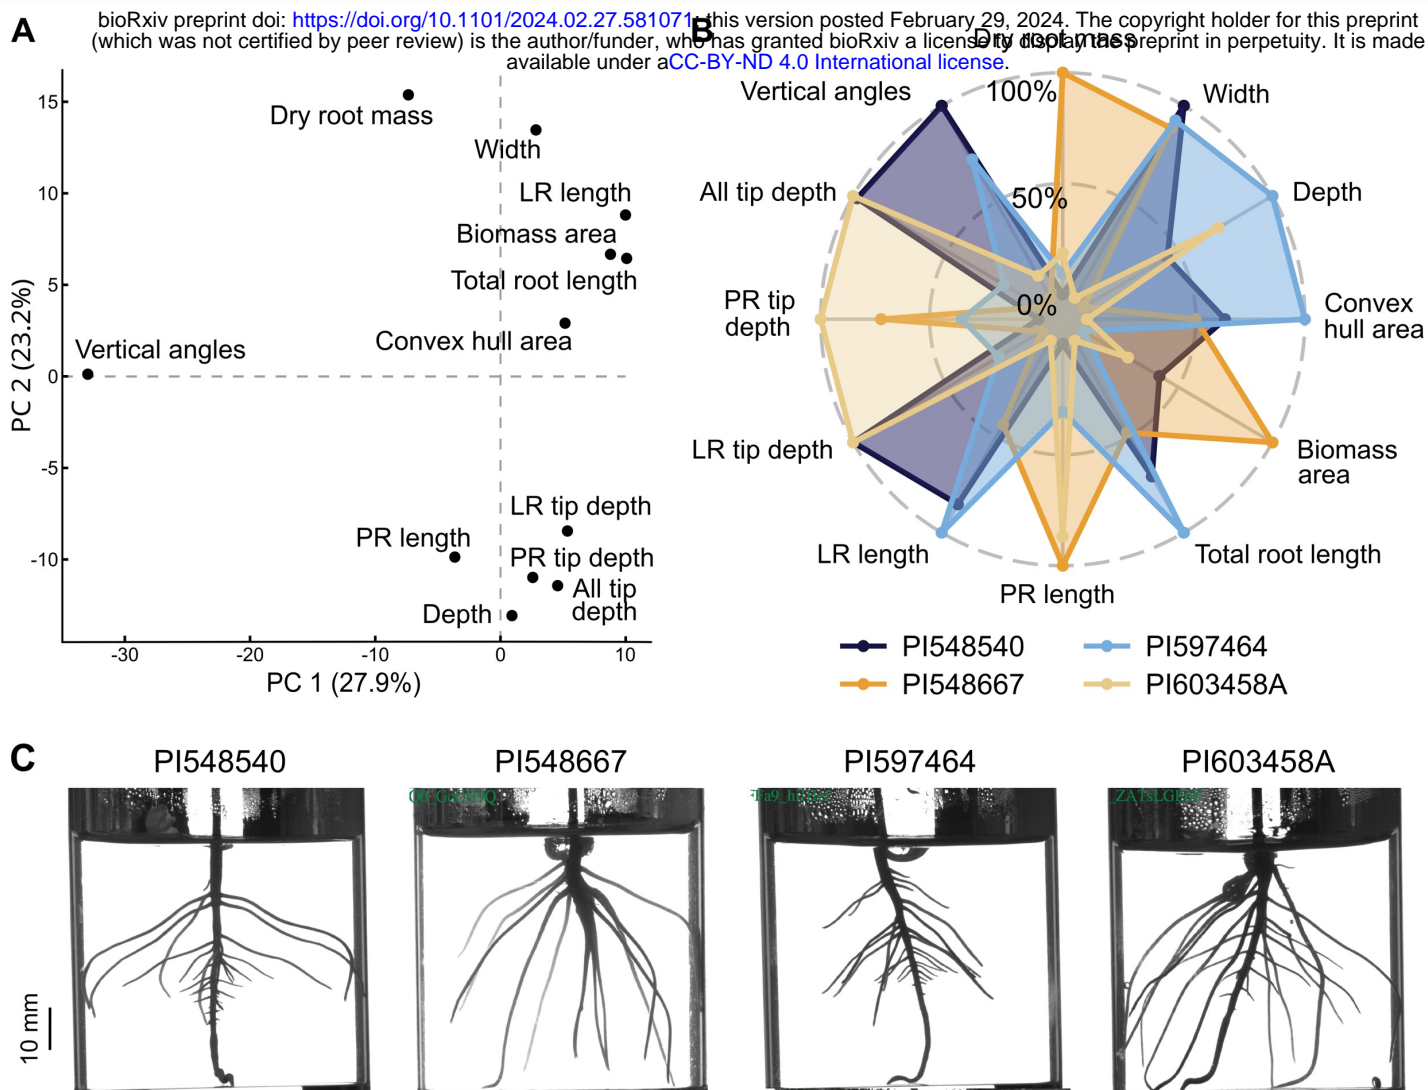 bioRxiv preprint doi: https://doi.org/10.1101/2024.02.27.581071; this version posted February 29, 2024. The copyright holder for this preprint
(which was not certified by peer review) is the author/funder, who has granted bioRxiv a license to display the preprint in perpetuity. It is made
available under aCC-BY-ND 4.0 International license.
A
15
10
5
0
-5
-10
PC 2 (23.2%)
Dry root mass
Width
LR length
Biomass area
Total root length
Convex hull area
Vertical angles
LR tip depth
PR length
PR tip depth
All tip
depth
Depth
-30
-20
-10
0
10
PC 1 (27.9%)
B
Dry root mass
Vertical angles
100%
Width
All tip depth
50%
Depth
PR tip
depth
0%
Convex
hull area
LR tip depth
Biomass
area
LR length
Total root length
PR length
PI548540
PI597464
PI548667
PI603458A
C
PI548540
PI548667
PI597464
PI603458A
10 mm